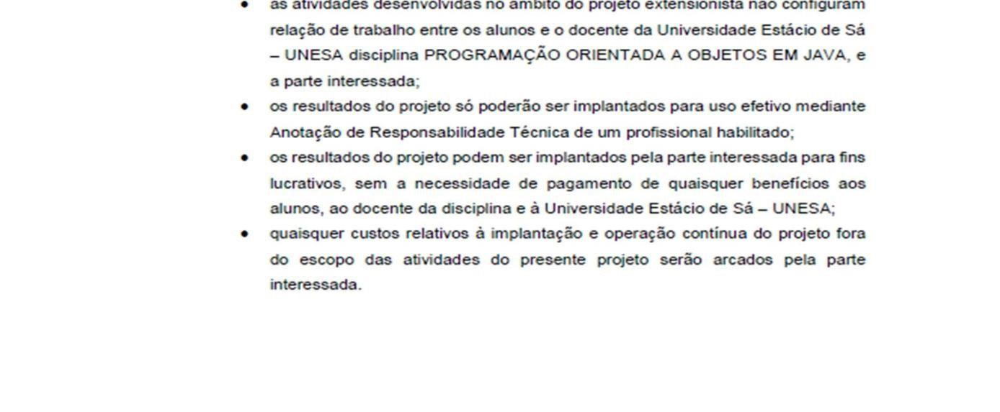 ● as atividades desenvolvidas no âmbito do projeto extensionista não configuram
relação de trabalho entre os alunos e o docente da Universidade Estácio de Sá
– UNESA disciplina PROGRAMAÇÃO ORIENTADA A OBJETOS EM JAVA, e
a parte interessada;
● os resultados do projeto só poderão ser implantados para uso efetivo mediante
Anotação de Responsabilidade Técnica de um profissional habilitado;
● os resultados do projeto podem ser implantados pela parte interessada para fins
lucrativos, sem a necessidade de pagamento de quaisquer benefícios aos
alunos, ao docente da disciplina e à Universidade Estácio de Sá – UNESA;
● quaisquer custos relativos à implantação e operação contínua do projeto fora
do escopo das atividades do presente projeto serão arcados pela parte
interessada.